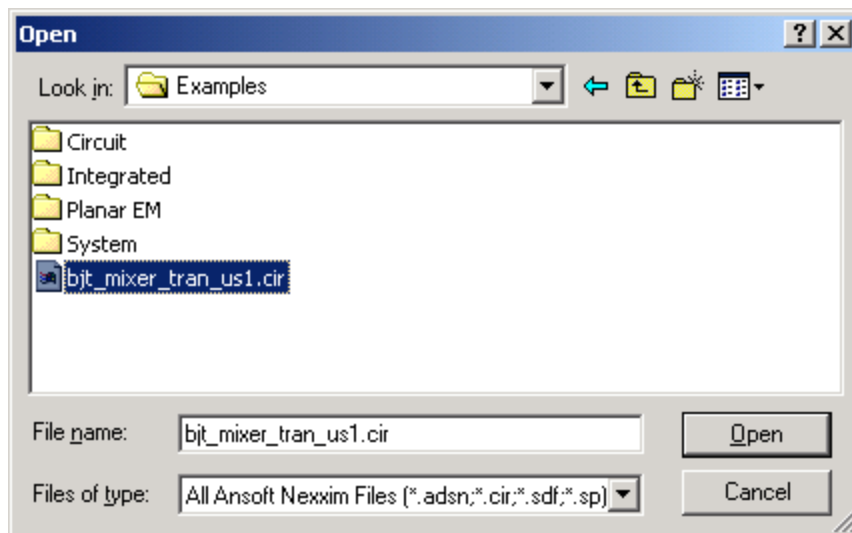 Open
Look in: Examples
Circuit
Integrated
Planar EM
System
bjt_mixer_tran_us1.cir
File name: bjt_mixer_tran_us1.cir Open
Files of type: All Ansoft Nexxim Files (*.adsn;*.cir;*.sdf;*.sp) Cancel